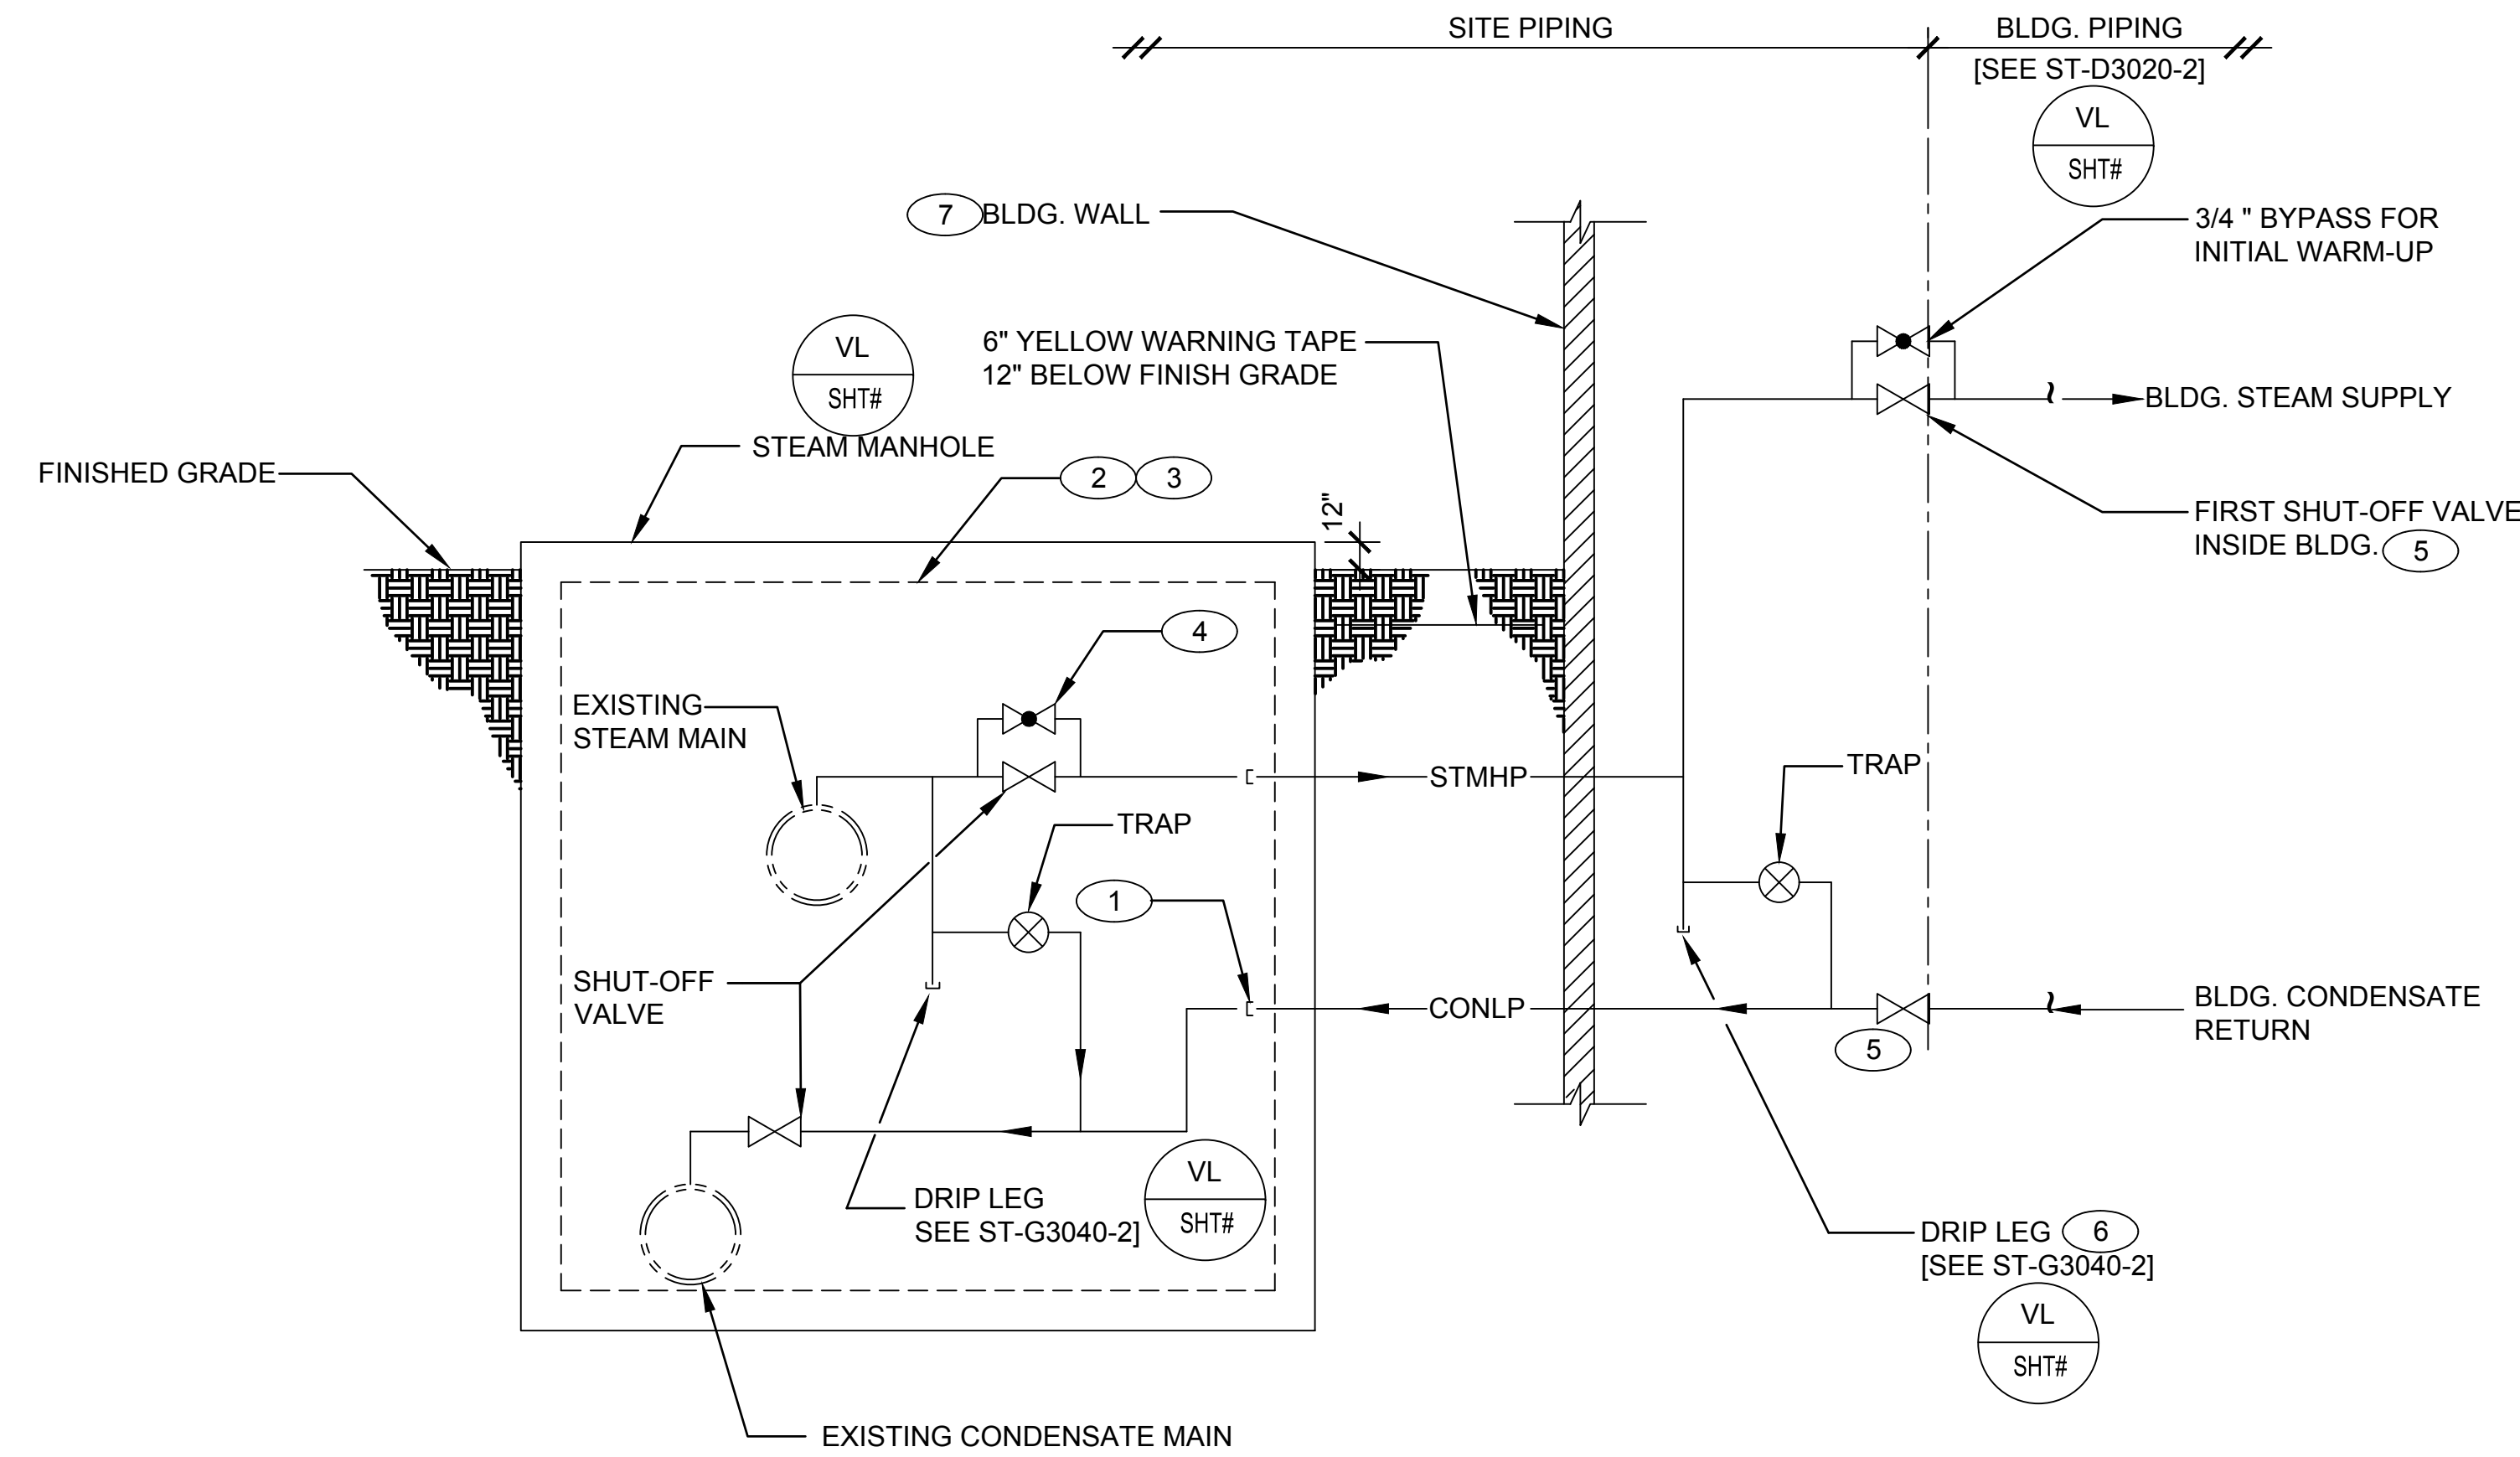 SITE PIPING
BLDG. PIPING
[SEE ST-D3020-2]
VL
SHT#
7 BLDG. WALL
3/4 " BYPASS FOR
INITIAL WARM-UP
VL
SHT#
6" YELLOW WARNING TAPE
12" BELOW FINISH GRADE
BLDG. STEAM SUPPLY
STEAM MANHOLE
FINISHED GRADE
2 3
12"
FIRST SHUT-OFF VALVE
INSIDE BLDG. 5
4
EXISTING
STEAM MAIN
STMHP
TRAP
TRAP
1
SHUT-OFF
VALVE
CONLP
BLDG. CONDENSATE
RETURN
5
VL
SHT#
DRIP LEG
SEE ST-G3040-2]
DRIP LEG 6
[SEE ST-G3040-2]
VL
SHT#
EXISTING CONDENSATE MAIN